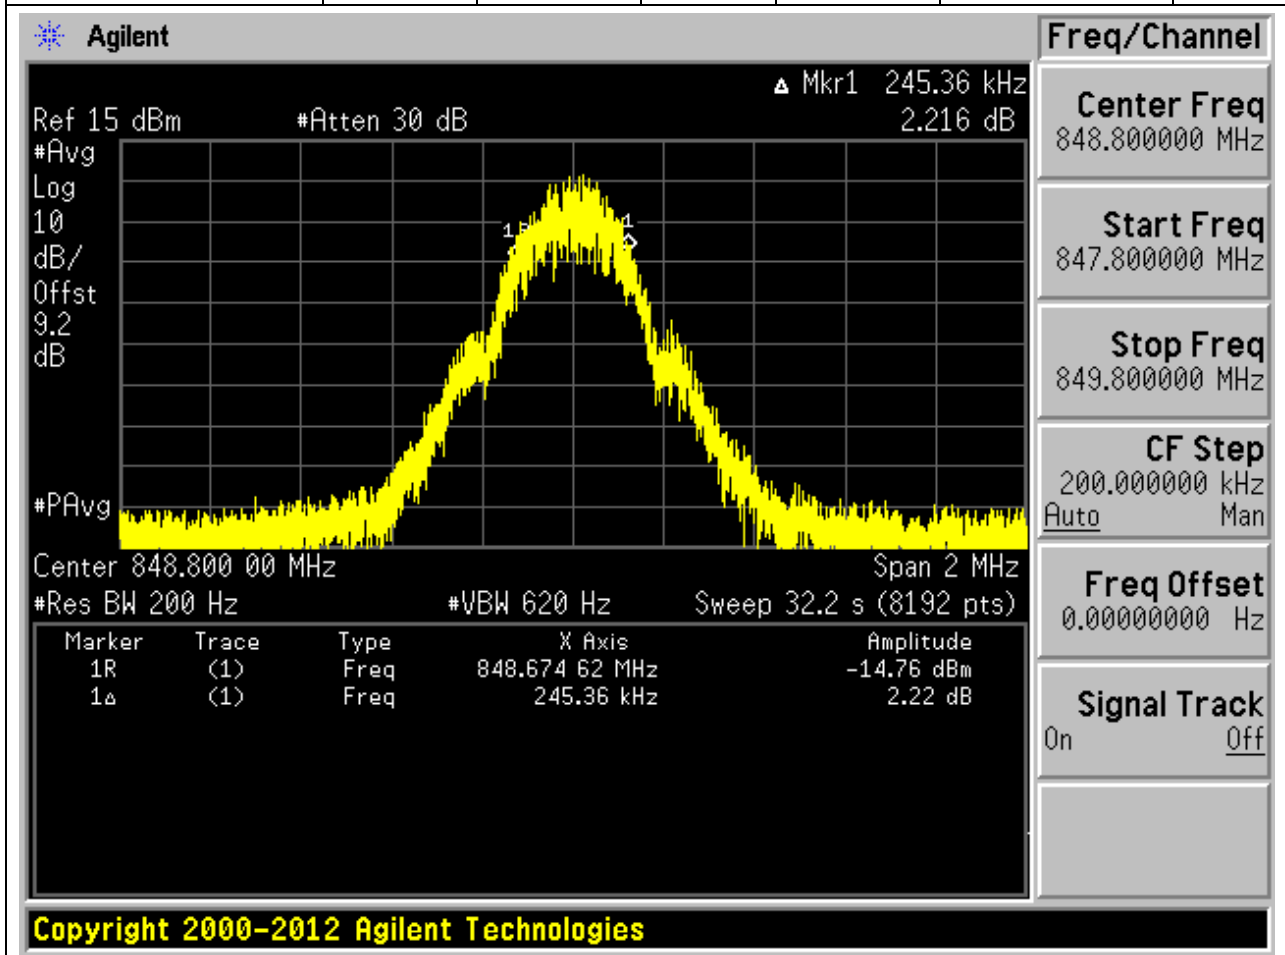 Agilent
Freq/Channel
▵ Mkr1 245.36 kHz
Ref 15 dBm #Atten 30 dB 2.216 dB
#Avg
Log
10
dB/
Offst
9.2
dB
1R
1
#PAvg
Center 848.800 00 MHz Span 2 MHz
#Res BW 200 Hz #VBW 620 Hz Sweep 32.2 s (8192 pts)
Marker Trace Type X Axis Amplitude
1R (1) Freq 848.674 62 MHz -14.76 dBm
1▵ (1) Freq 245.36 kHz 2.22 dB
Center Freq
848.800000 MHz
Start Freq
847.800000 MHz
Stop Freq
849.800000 MHz
CF Step
200.000000 kHz
Auto Man
Freq Offset
0.00000000 Hz
Signal Track
On Off
Copyright 2000-2012 Agilent Technologies